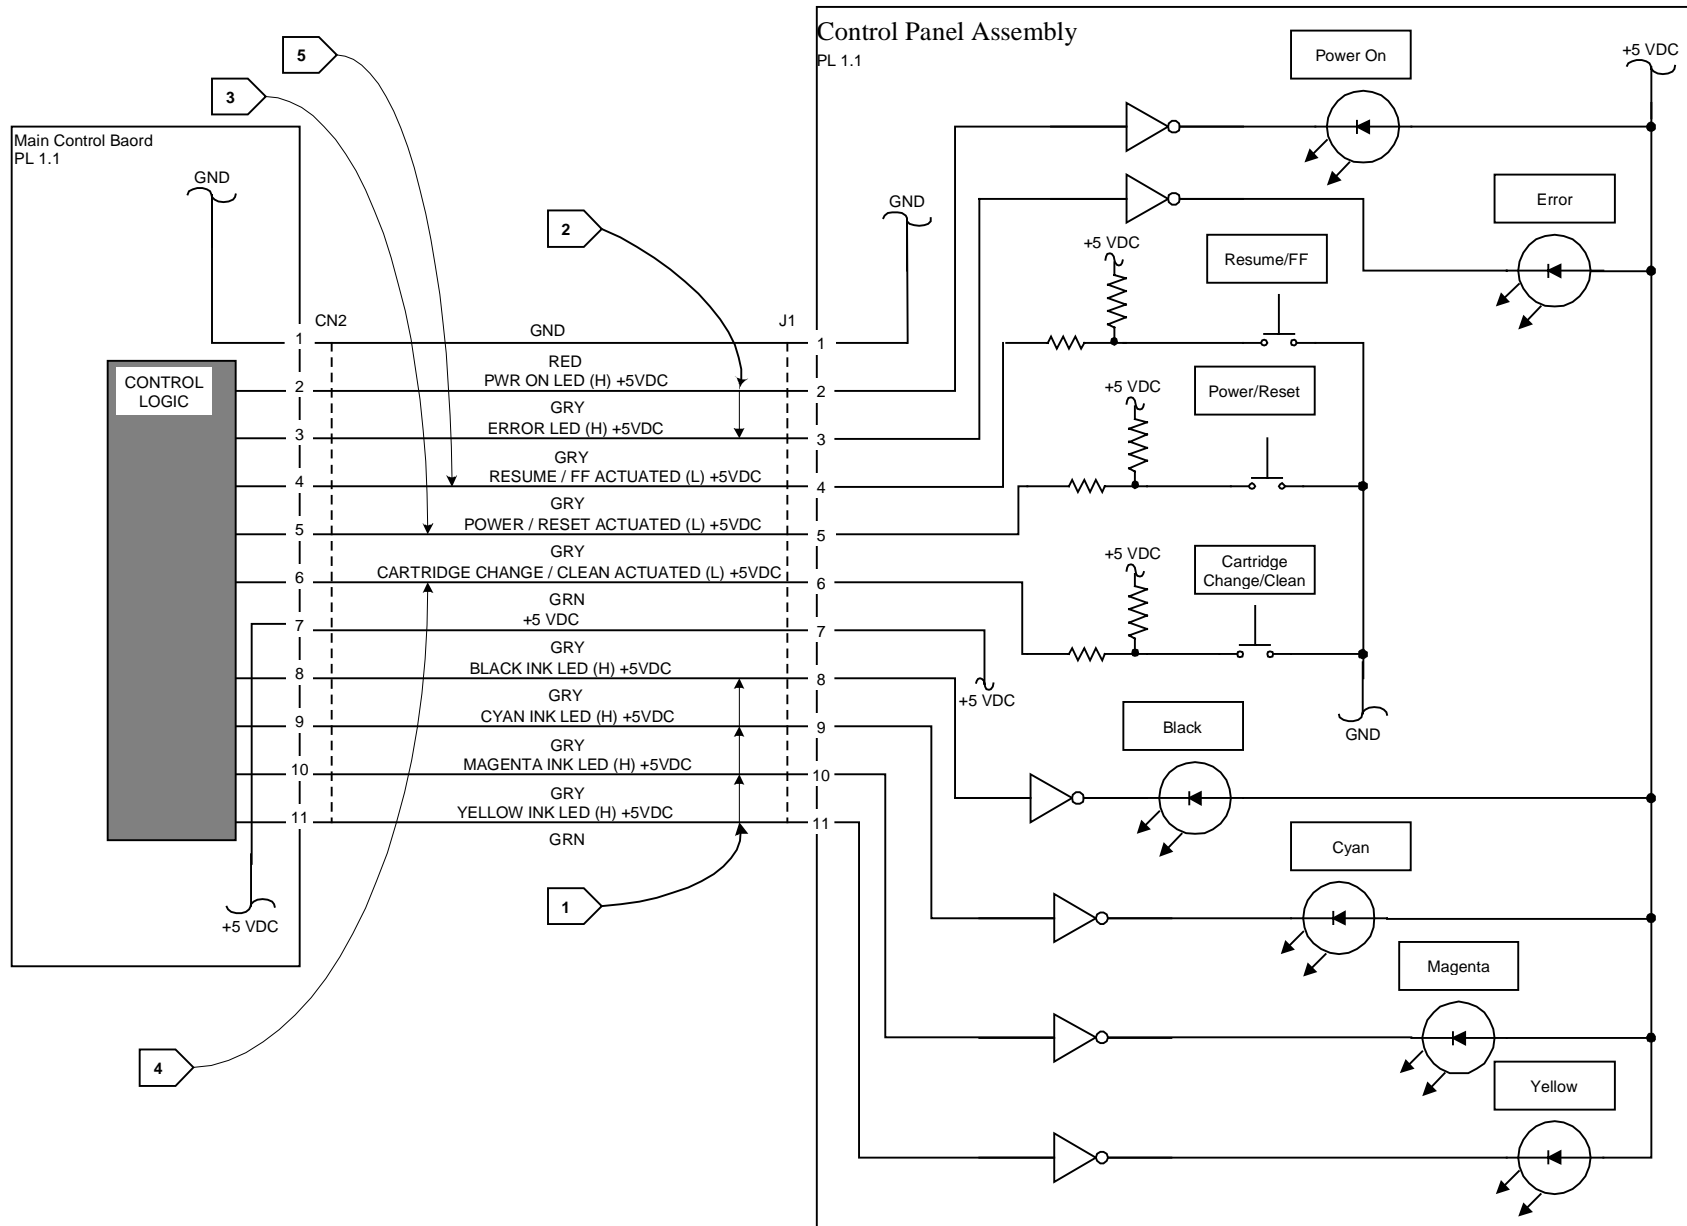 Control Panel Assembly
PL 1.1
Power On
+5 VDC
5
3
Main Control Baord
PL 1.1
GND
2
GND
Error
+5 VDC
Resume/FF
CN2
J1
1
GND
1
RED
CONTROL
LOGIC
2
PWR ON LED (H) +5VDC
2
+5 VDC
Power/Reset
GRY
3
ERROR LED (H) +5VDC
3
GRY
4
RESUME / FF ACTUATED (L) +5VDC
4
GRY
5
POWER / RESET ACTUATED (L) +5VDC
5
GRY
+5 VDC
Cartridge
Change/Clean
6
CARTRIDGE CHANGE / CLEAN ACTUATED (L) +5VDC
6
GRN
7
+5 VDC
7
GRY
8
BLACK INK LED (H) +5VDC
8
+5 VDC
GRY
9
CYAN INK LED (H) +5VDC
9
Black
GND
GRY
10
MAGENTA INK LED (H) +5VDC
10
GRY
11
YELLOW INK LED (H) +5VDC
11
GRN
Cyan
1
+5 VDC
Magenta
4
Yellow